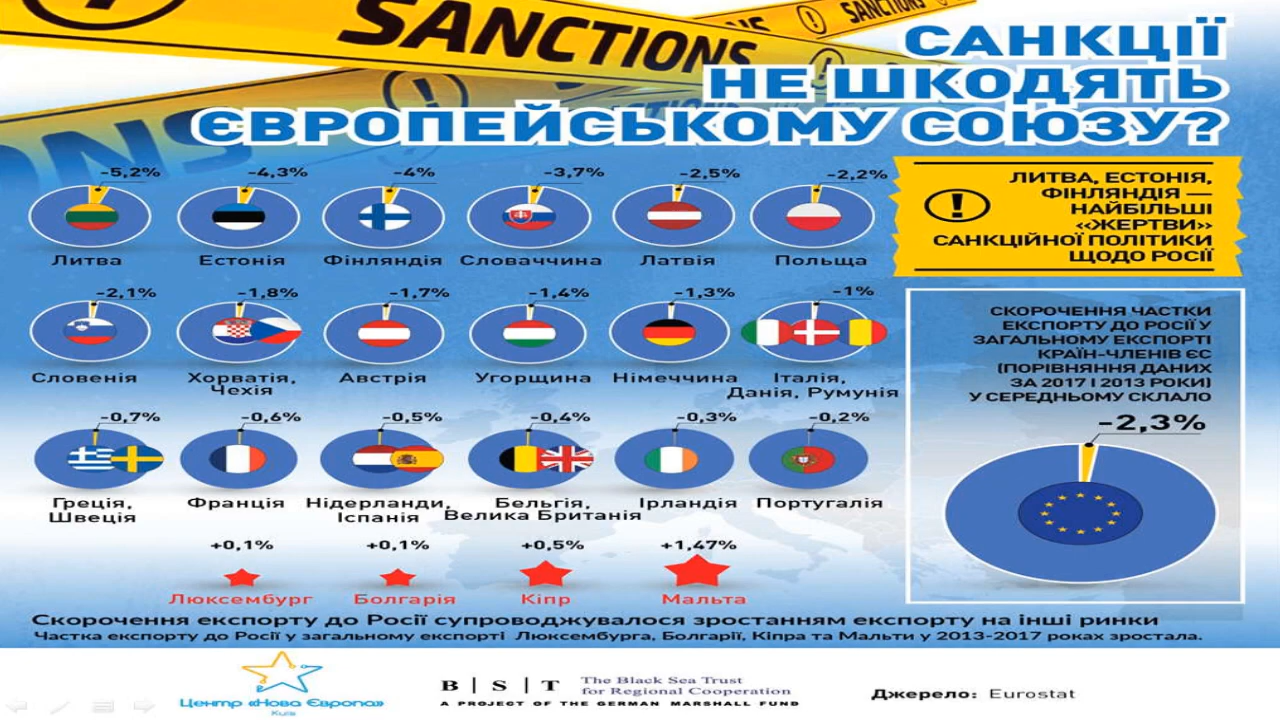 SANCTIONS
SANCTIONS
САНКЦІЇ
НЕ ШКОДЯТЬ
ЄВРОПЕЙСЬКОМУ СОЮЗУ?
-5,2%
-4,3%
-4%
-3,7%
-2,5%
-2,2%
Литва
Естонія
Фінляндія
Словаччина
Латвія
Польща
ЛИТВА, ЕСТОНІЯ,
ФІНЛЯНДІЯ —
НАЙБІЛЬШІ
«ЖЕРТВИ»
САНКЦІЙНОЇ ПОЛІТИКИ
ЩОДО РОСІЇ
-2,1%
-1,8%
-1,7%
-1,4%
-1,3%
-1%
Словенія
Хорватія,
Чехія
Австрія
Угорщина
Німеччина
Італія,
Данія, Румунія
СКОРОЧЕННЯ ЧАСТКИ
ЕКСПОРТУ ДО РОСІЇ У
ЗАГАЛЬНОМУ ЕКСПОРТІ
КРАЇН-ЧЛЕНІВ ЄС
(ПОРІВНЯННЯ ДАНИХ
ЗА 2017 І 2013 РОКИ)
У СЕРЕДНЬОМУ СКЛАЛО
-2,3%
-0,7%
-0,6%
-0,5%
-0,4%
-0,3%
-0,2%
Греція,
Швеція
Франція
Нідерланди,
Іспанія
Бельгія,
Велика Британія
Ірландія
Португалія
+0,1%
+0,1%
+0,5%
+1,47%
Люксембург
Болгарія
Кіпр
Мальта
Скорочення експорту до Росії супроводжувалося зростанням експорту на інші ринки
Частка експорту до Росії у загальному експорті Люксембурга, Болгарії, Кіпра та Мальти у 2013-2017 роках зростала.
Центр «Нова Європа»
Київ
B | S | T
The Black Sea Trust
for Regional Cooperation
A PROJECT OF THE GERMAN MARSHALL FUND
Джерело: Eurostat